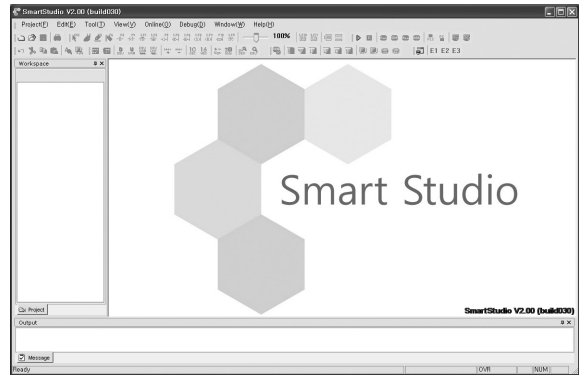 SmartStudio V2.00 (build030)
Project(F) Edit(E) Tool(T) View(V) Online(O) Debug(D) Window(W) Help(H)
100%
E1 E2 E3
Workspace
Smart Studio
SmartStudio V2.00 (build030)
Project
Output
Message
Ready OVR NUM